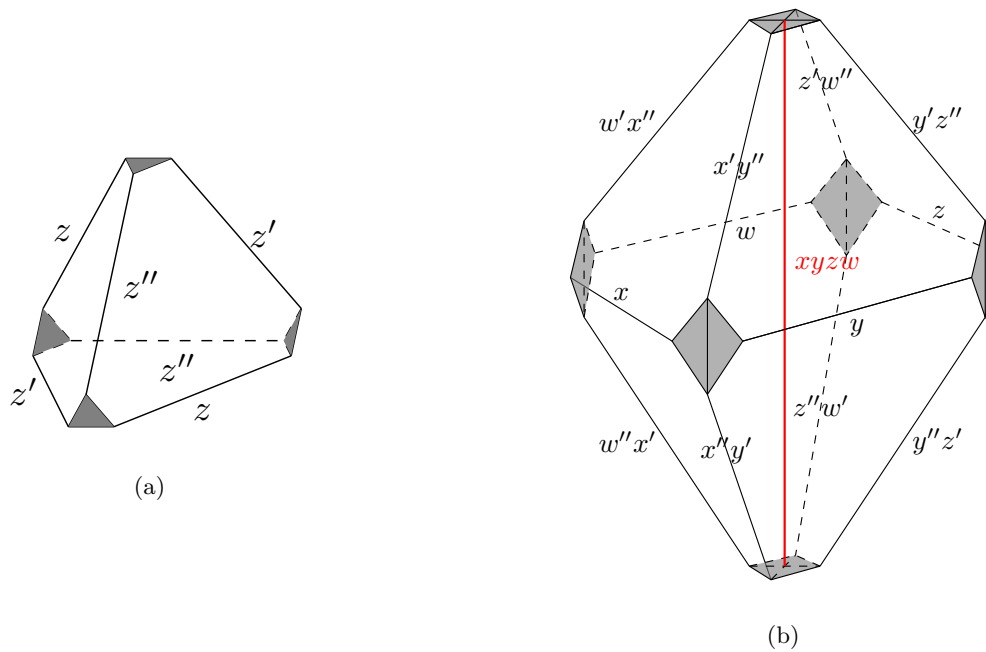 z
z′
z″
z″
z′
z
(a)
z′w″
w′x″
y′z″
x′y″
z
w
xyzw
x
y
z″w′
w″x′
x″y′
y″z′
(b)